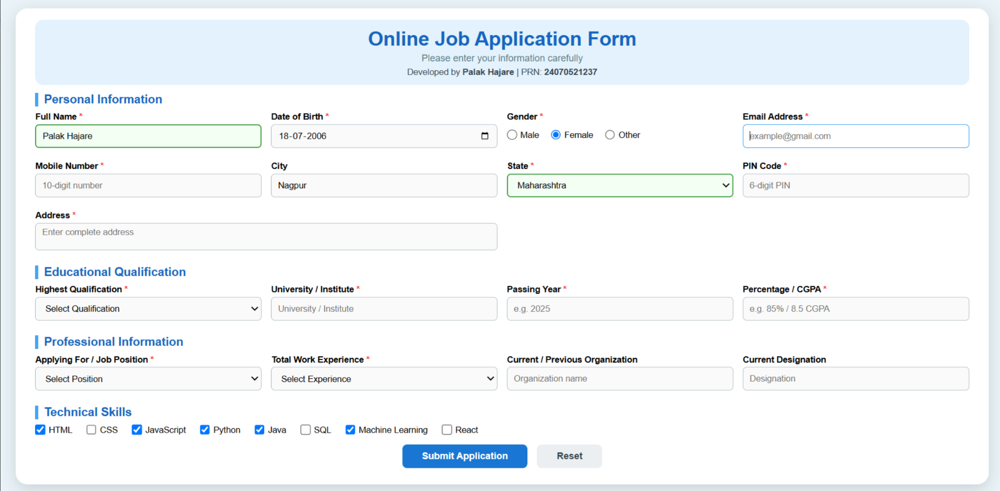 Online Job Application Form
Please enter your information carefully
Developed by Palak Hajare | PRN: 24070521237
Personal Information
Full Name * Date of Birth * Gender * Email Address *
Palak Hajare 18-07-2006 Male Female Other example@gmail.com
Mobile Number * City State * PIN Code *
10-digit number Nagpur Maharashtra 6-digit PIN
Address *
Enter complete address
Educational Qualification
Highest Qualification * University / Institute * Passing Year * Percentage / CGPA *
Select Qualification University / Institute e.g. 2025 e.g. 85% / 8.5 CGPA
Professional Information
Applying For / Job Position * Total Work Experience * Current / Previous Organization Current Designation
Select Position Select Experience Organization name Designation
Technical Skills
HTML CSS JavaScript Python Java SQL Machine Learning React
Submit Application Reset